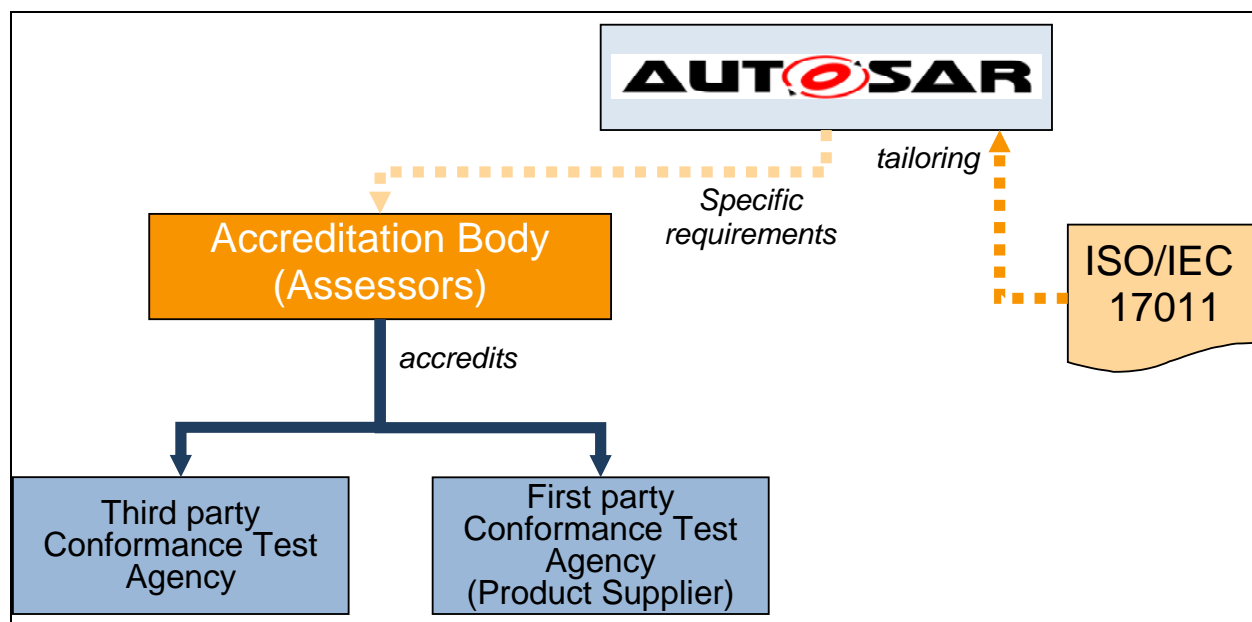 AUTOSAR
tailoring
Specific
requirements
Accreditation Body
(Assessors)
ISO/IEC
17011
accredits
Third party
Conformance Test
Agency
First party
Conformance Test
Agency
(Product Supplier)